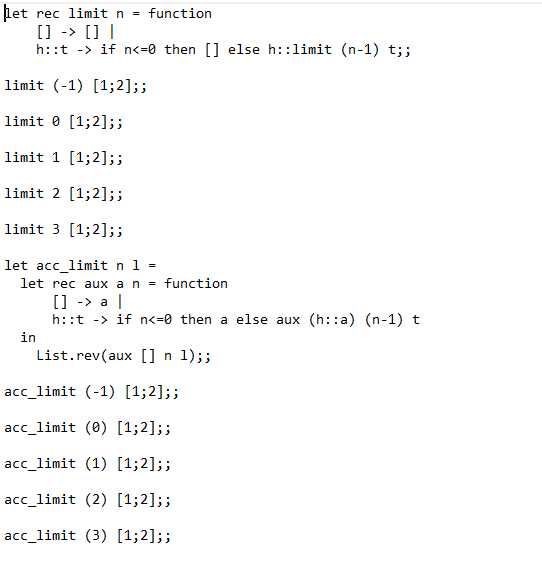 let rec limit n = function
    [] -> [] |
    h::t -> if n<=0 then [] else h::limit (n-1) t;;

limit (-1) [1;2];;

limit 0 [1;2];;

limit 1 [1;2];;

limit 2 [1;2];;

limit 3 [1;2];;

let acc_limit n l =
  let rec aux a n = function
      [] -> a |
      h::t -> if n<=0 then a else aux (h::a) (n-1) t
  in
    List.rev(aux [] n l);;

acc_limit (-1) [1;2];;

acc_limit (0) [1;2];;

acc_limit (1) [1;2];;

acc_limit (2) [1;2];;

acc_limit (3) [1;2];;